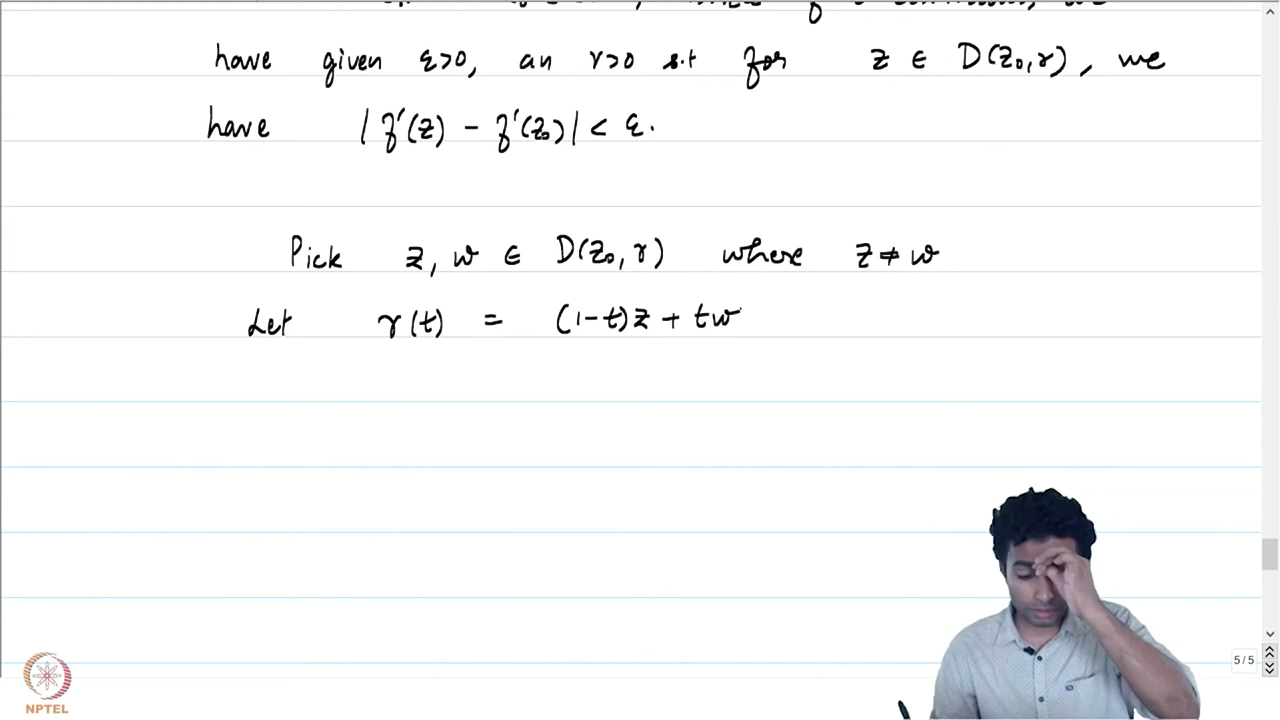 have given ε>0, an r>0 s.t for z ∈ D(z₀,r), we
have |f'(z) - f'(z₀)| < ε.
Pick z, w ∈ D(z₀, r) where z ≠ w
Let γ(t) = (1-t)z + tw
5 / 5
NPTEL